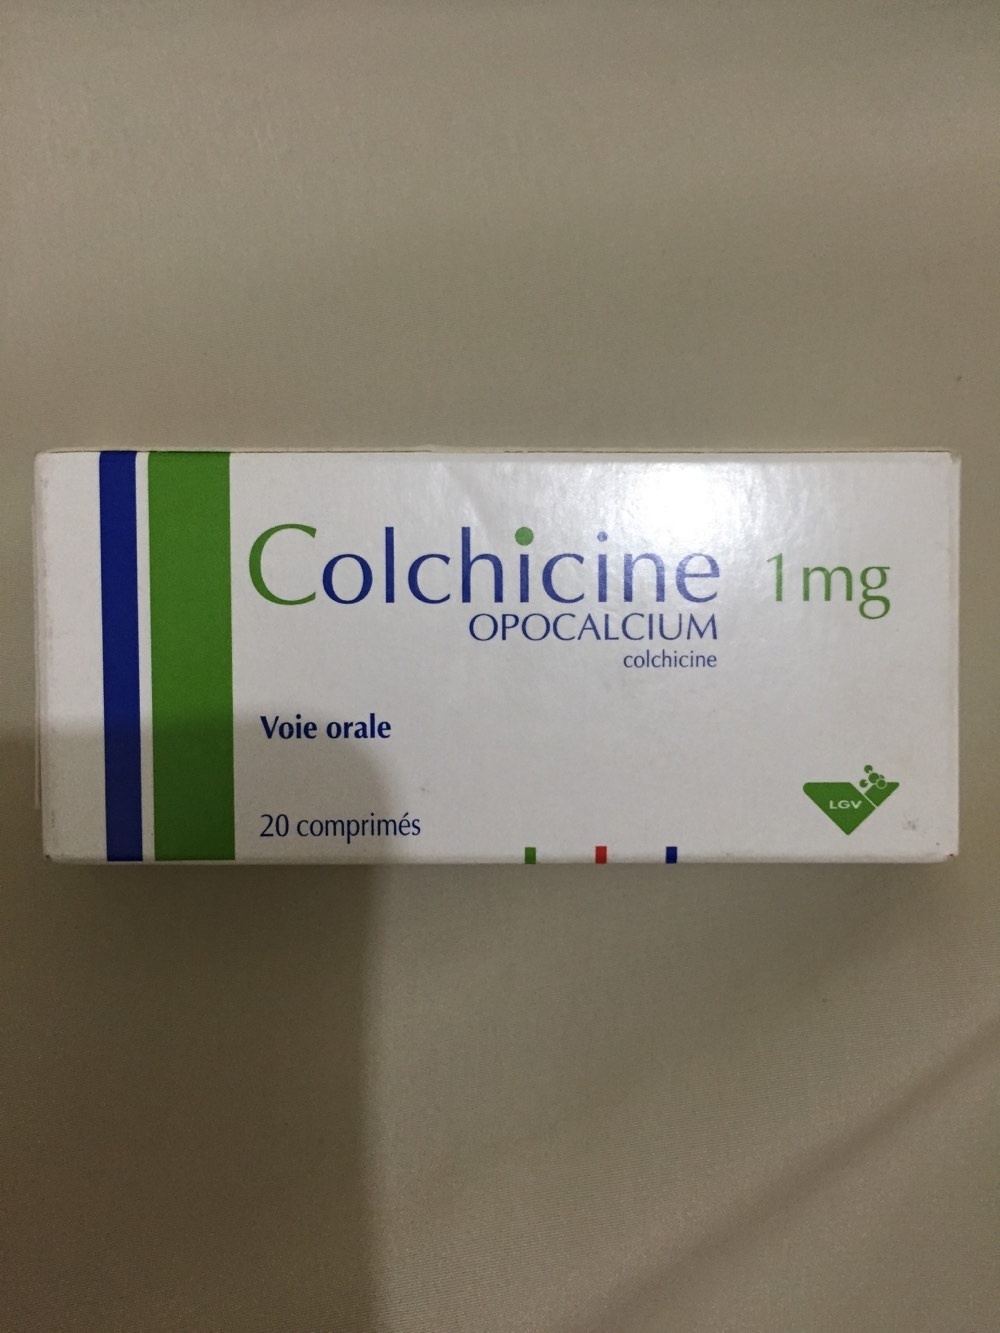 Colchicine 1mg
OPOCALCIUM
colchicine
Voie orale
20 comprimés
LGV